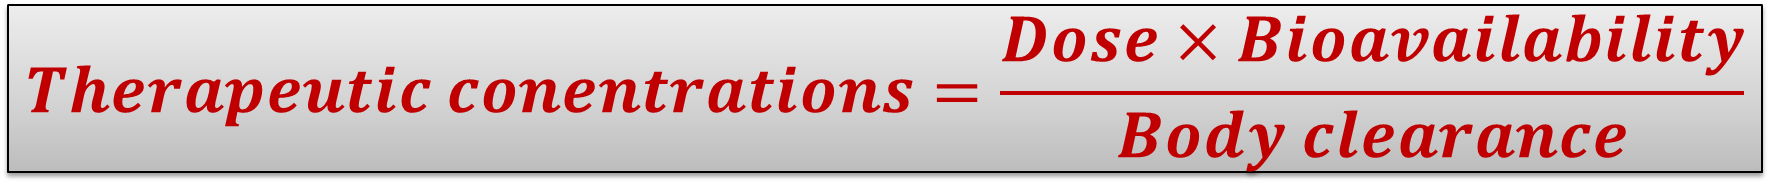 Therapeutic conentrations = Dose × Bioavailability
Body clearance